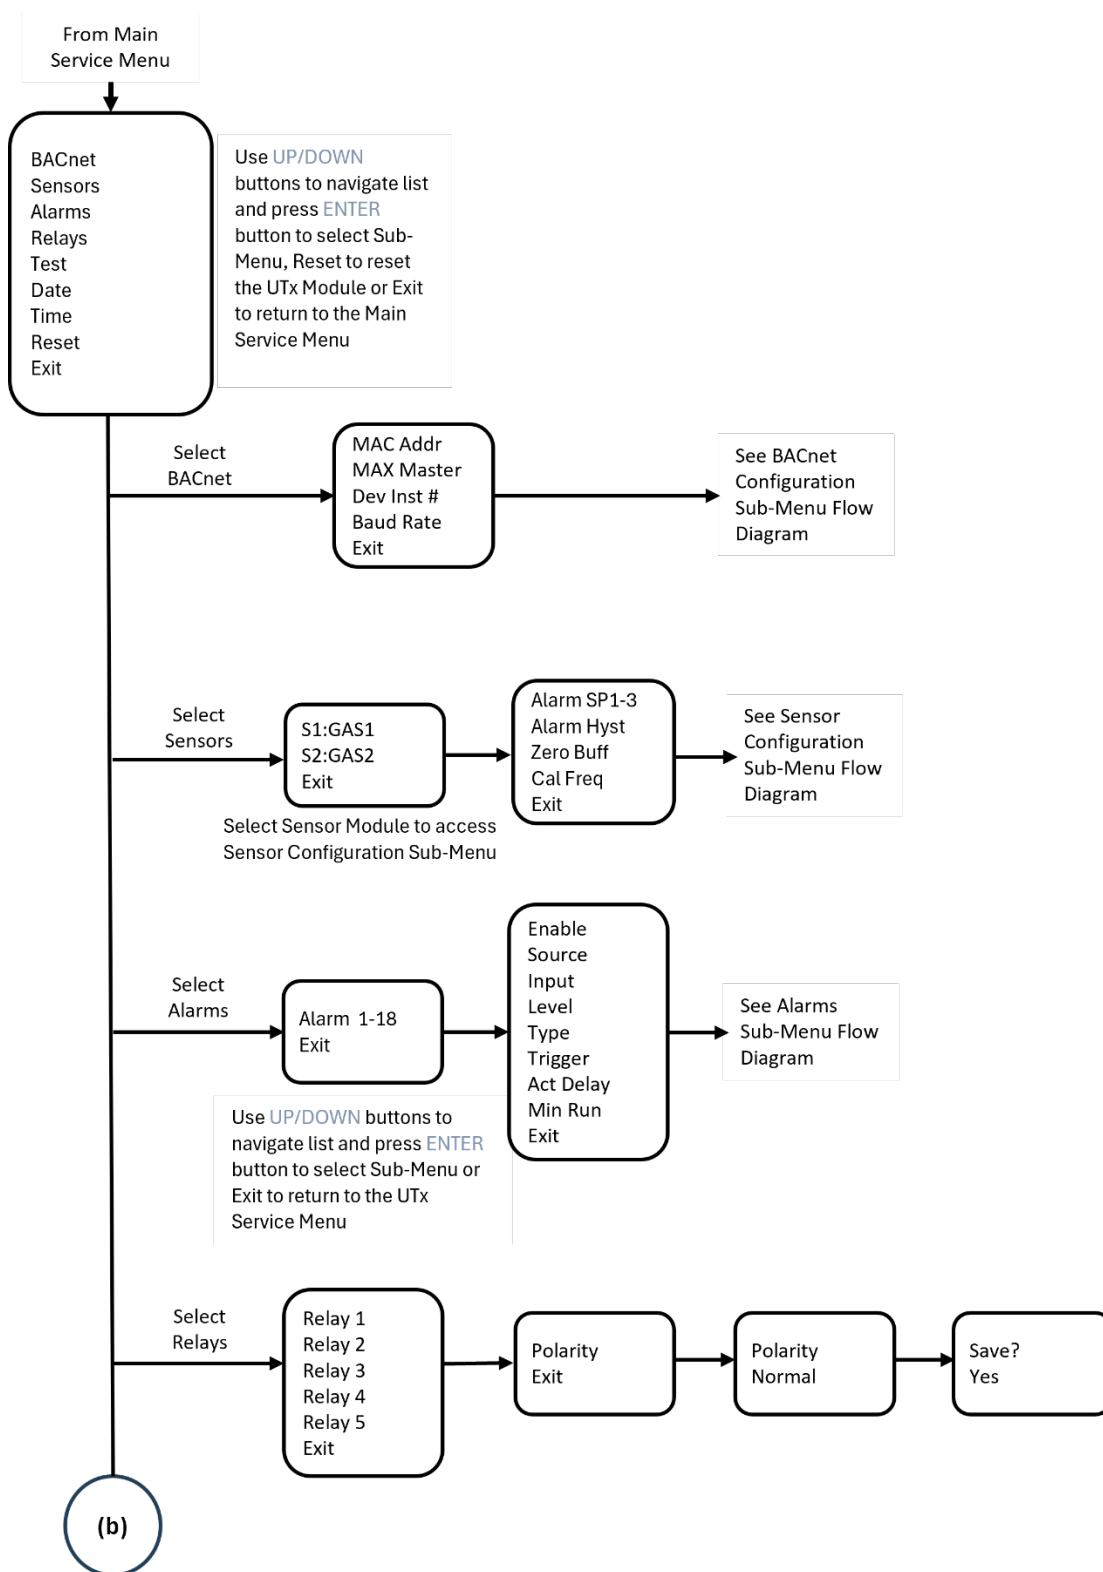 From Main
Service Menu
BACnet
Sensors
Alarms
Relays
Test
Date
Time
Reset
Exit
Use UP/DOWN
buttons to navigate list
and press ENTER
button to select Sub-
Menu, Reset to reset
the UTx Module or Exit
to return to the Main
Service Menu
Select
BACnet
MAC Addr
MAX Master
Dev Inst #
Baud Rate
Exit
See BACnet
Configuration
Sub-Menu Flow
Diagram
Select
Sensors
S1:GAS1
S2:GAS2
Exit
Select Sensor Module to access
Sensor Configuration Sub-Menu
Alarm SP1-3
Alarm Hyst
Zero Buff
Cal Freq
Exit
See Sensor
Configuration
Sub-Menu Flow
Diagram
Select
Alarms
Alarm 1-18
Exit
Use UP/DOWN buttons to
navigate list and press ENTER
button to select Sub-Menu or
Exit to return to the UTx
Service Menu
Enable
Source
Input
Level
Type
Trigger
Act Delay
Min Run
Exit
See Alarms
Sub-Menu Flow
Diagram
Select
Relays
Relay 1
Relay 2
Relay 3
Relay 4
Relay 5
Exit
Polarity
Exit
Polarity
Normal
Save?
Yes
(b)